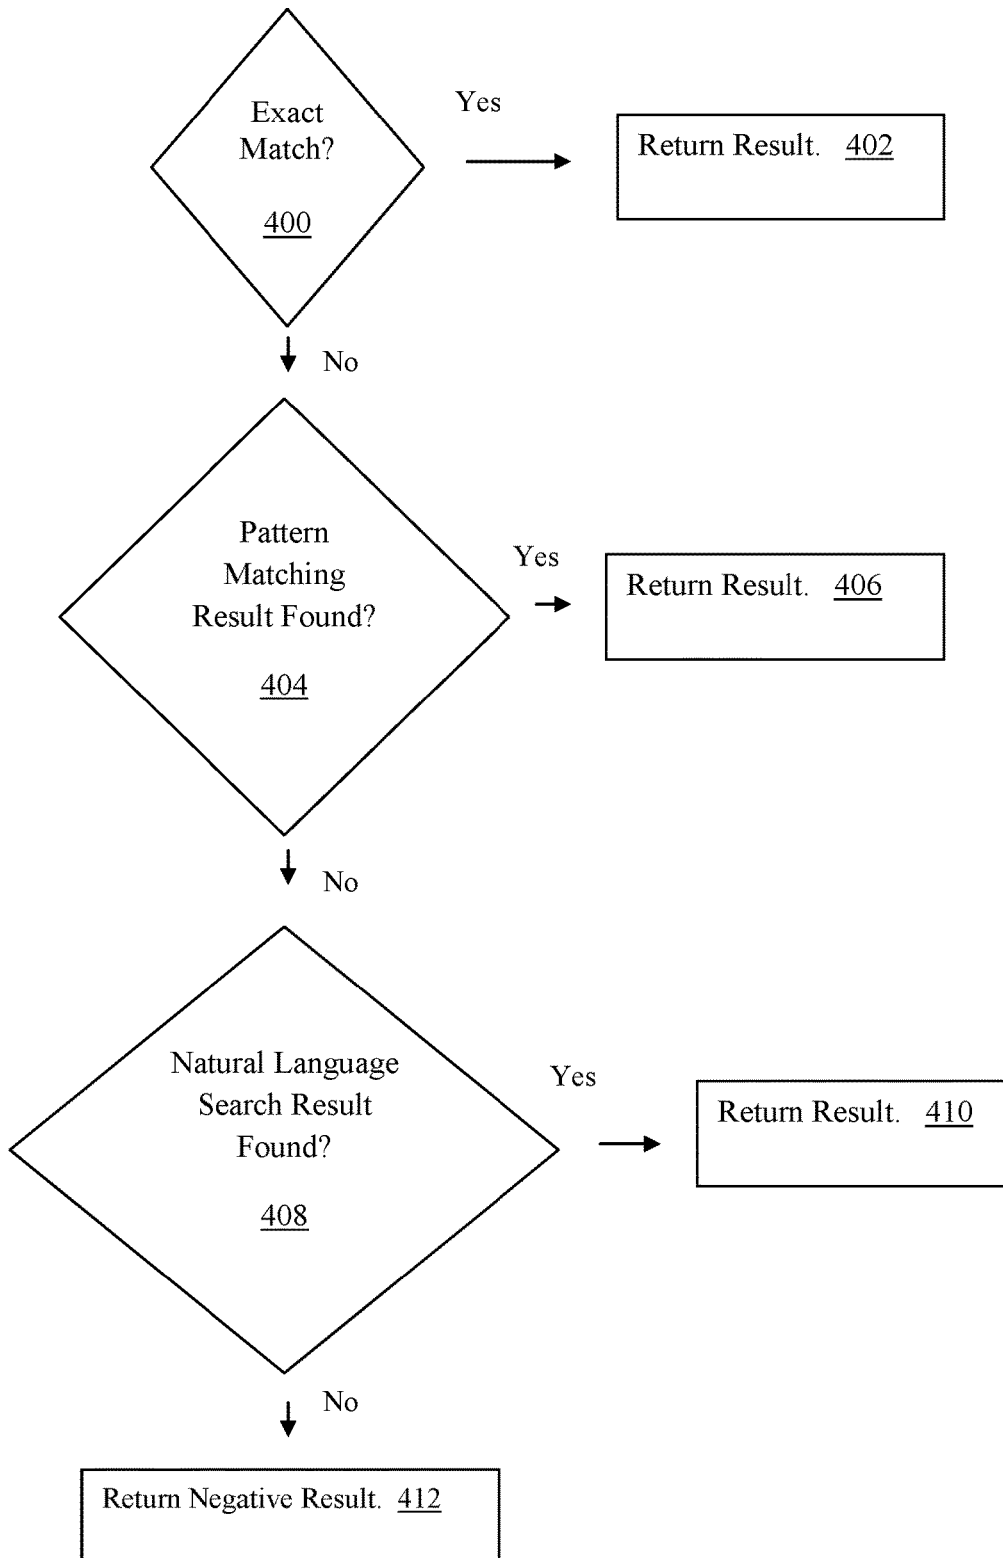 Exact
Match?
400
Yes
Return Result. 402
No
Pattern
Matching
Result Found?
404
Yes
Return Result. 406
No
Natural Language
Search Result
Found?
408
Yes
Return Result. 410
No
Return Negative Result. 412